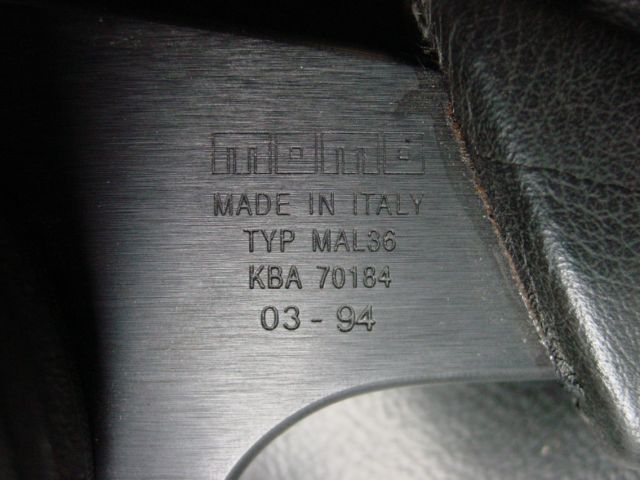 momo
MADE IN ITALY
TYP MAL36
KBA 70184
03-94